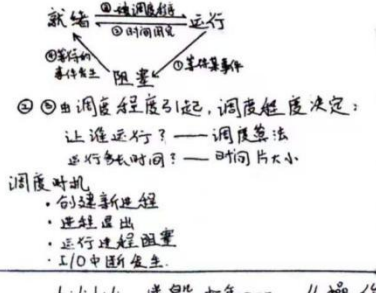 ②被调度程序
就绪 运行
③时间用完
④等待的
事件发生
①等待某事件
阻塞
②③由调度程度引起,调度程度决定:
让谁运行?——调度算法
运行多长时间?——时间片大小
调度时机
·创建新进程
·进程退出
·运行进程阻塞
·I/O中断发生